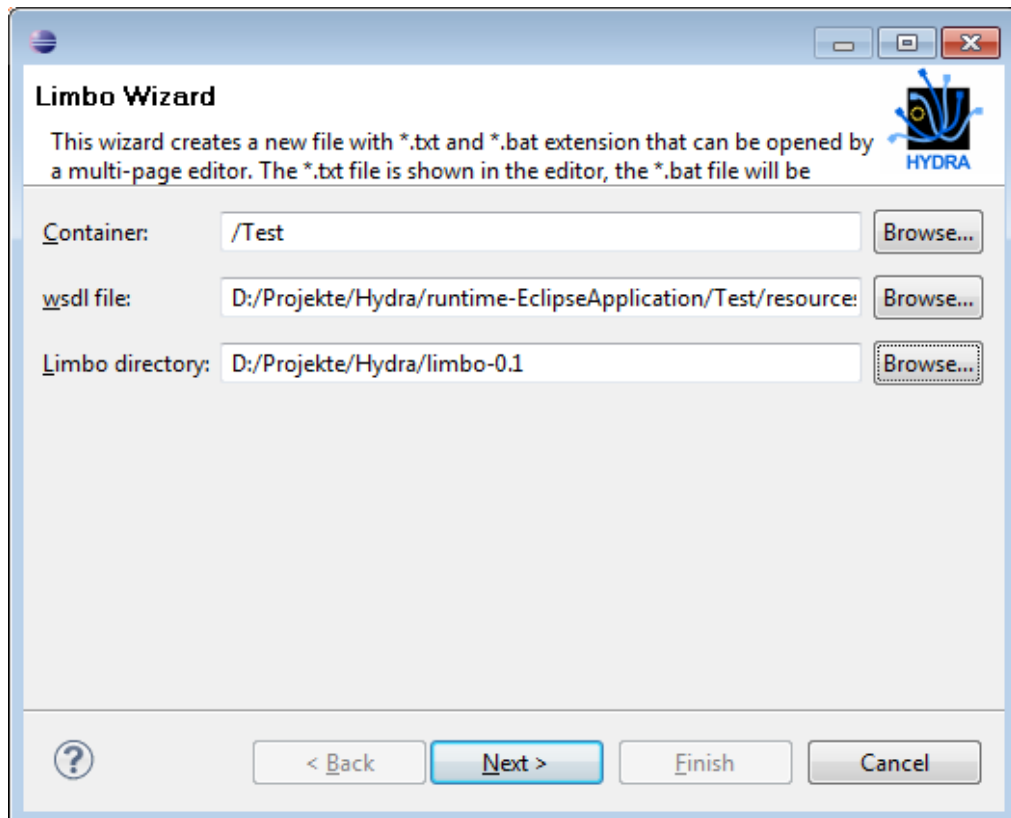 Limbo Wizard
This wizard creates a new file with *.txt and *.bat extension that can be opened by
a multi-page editor. The *.txt file is shown in the editor, the *.bat file will be
HYDRA
Container: /Test Browse...
wsdl file: D:/Projekte/Hydra/runtime-EclipseApplication/Test/resource Browse...
Limbo directory: D:/Projekte/Hydra/limbo-0.1 Browse...
? < Back Next > Finish Cancel